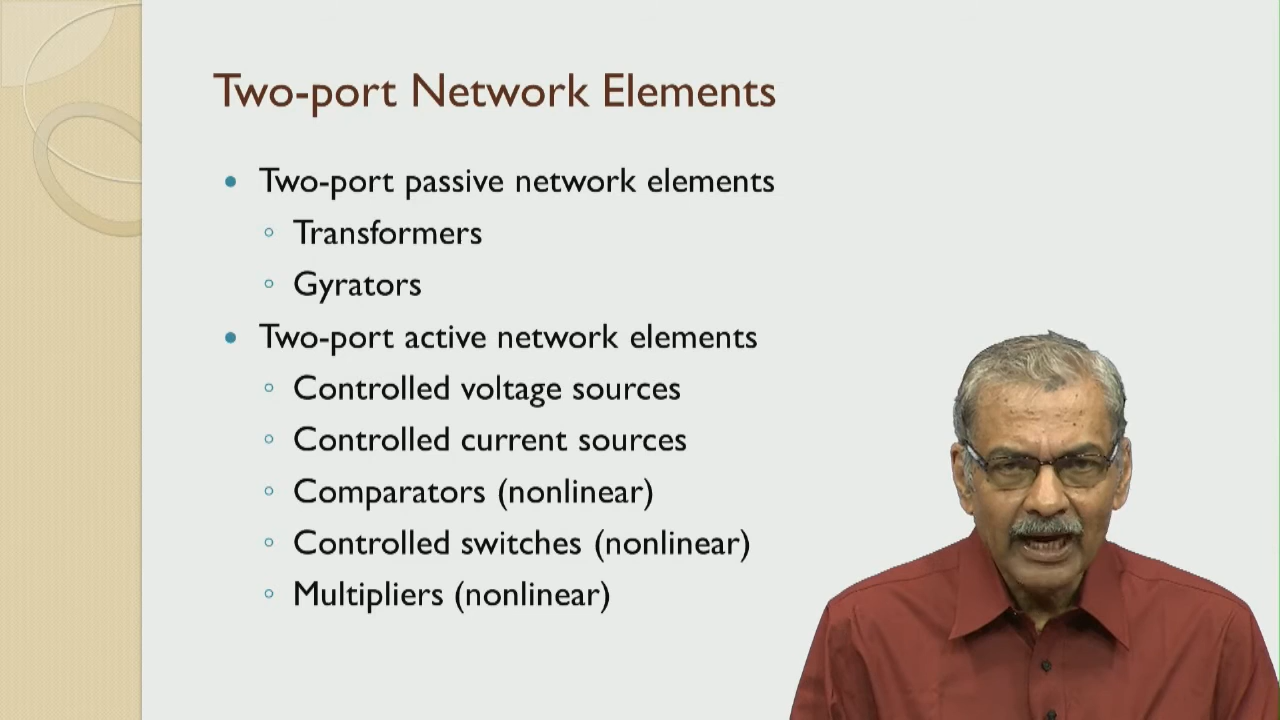 Two-port Network Elements
• Two-port passive network elements
◦ Transformers
◦ Gyrators
• Two-port active network elements
◦ Controlled voltage sources
◦ Controlled current sources
◦ Comparators (nonlinear)
◦ Controlled switches (nonlinear)
◦ Multipliers (nonlinear)